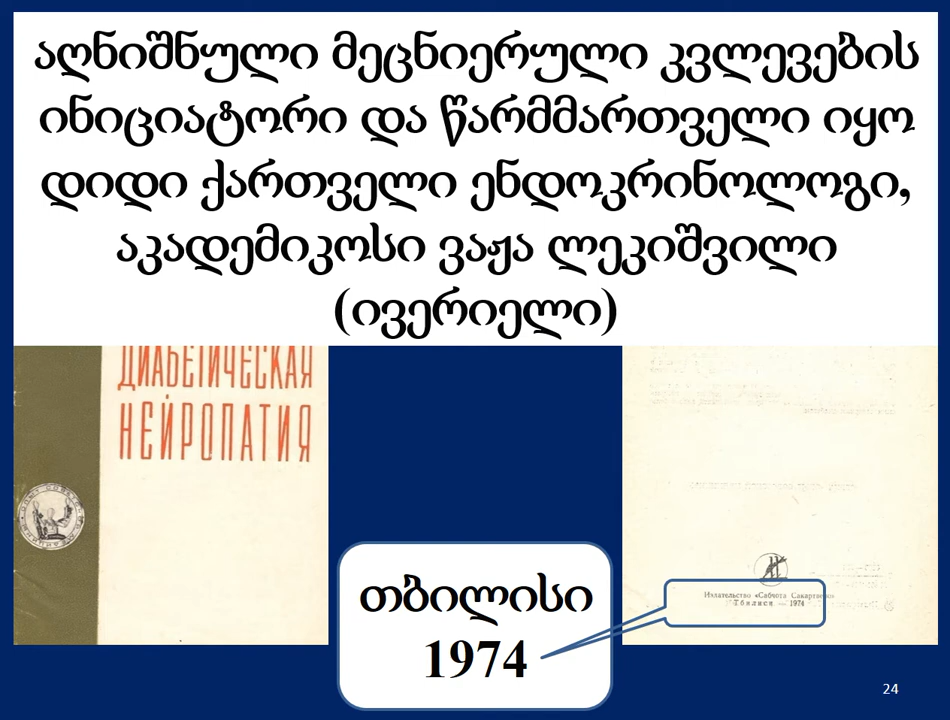 აღნიშნული მეცნიერული კვლევების
ინიციატორი და წარმმართველი იყო
დიდი ქართველი ენდოკრინოლოგი,
აკადემიკოსი ვაჟა ლეკიშვილი
(ივერიელი)
ДИАБЕТИЧЕСКАЯ
НЕЙРОПАТИЯ
თბილისი
1974
Издательство «Сабчота Сакартвело»
Тбилиси — 1974
24